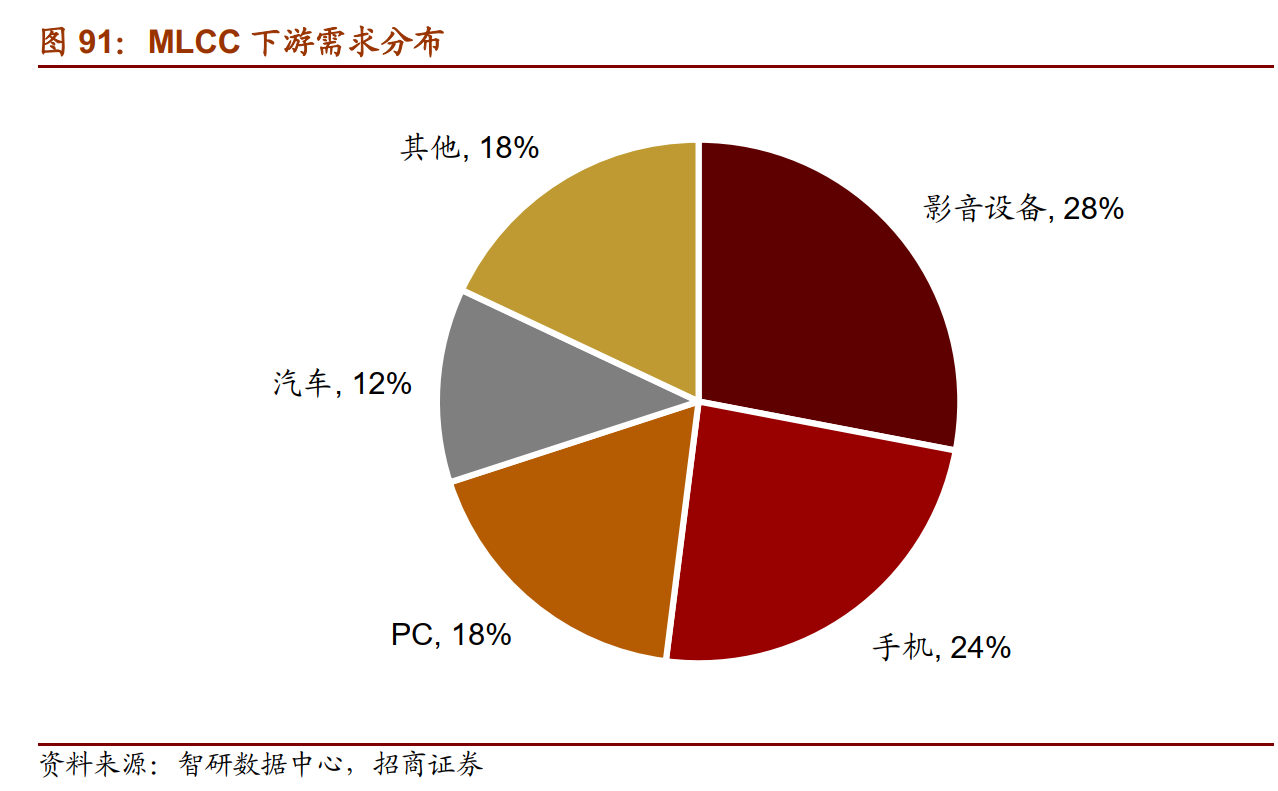 图 91：MLCC 下游需求分布
其他, 18%
影音设备, 28%
汽车, 12%
PC, 18%
手机, 24%
资料来源：智研数据中心，招商证券